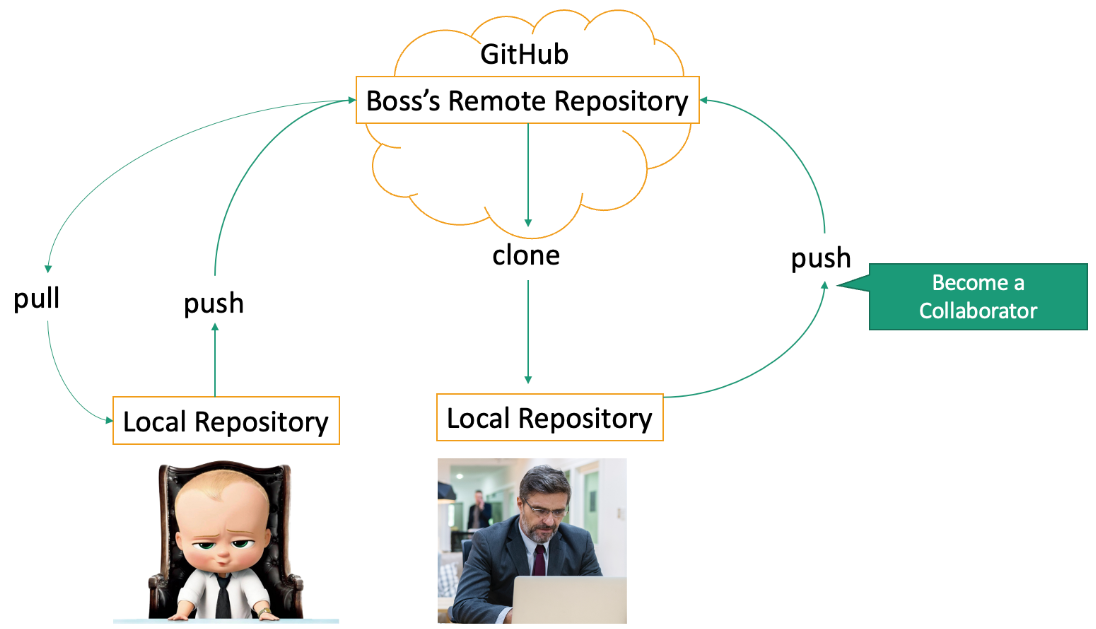 GitHub
Boss's Remote Repository
clone
push
pull
push
Become a
Collaborator
Local Repository
Local Repository